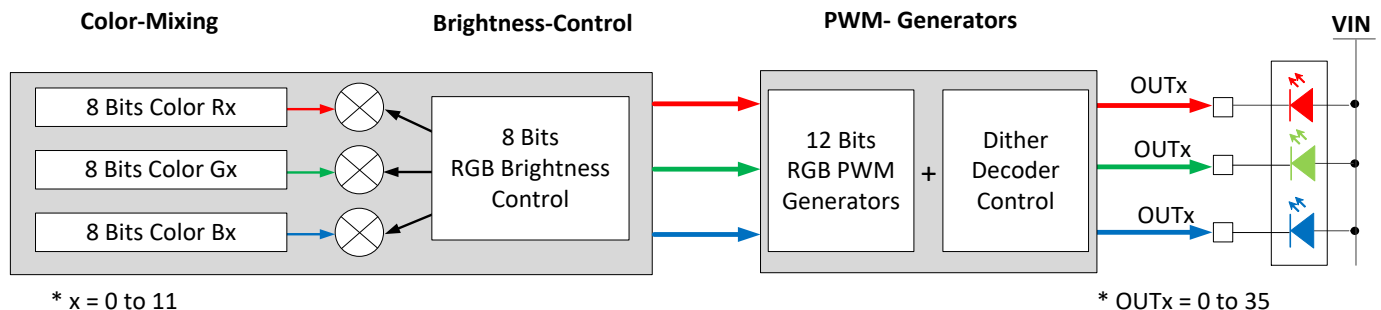 Color-Mixing
Brightness-Control
PWM- Generators
VIN
8 Bits Color Rx
8 Bits Color Gx
8 Bits Color Bx
8 Bits
RGB Brightness
Control
12 Bits
RGB PWM
Generators
+
Dither
Decoder
Control
OUTx
OUTx
OUTx
* x = 0 to 11
* OUTx = 0 to 35